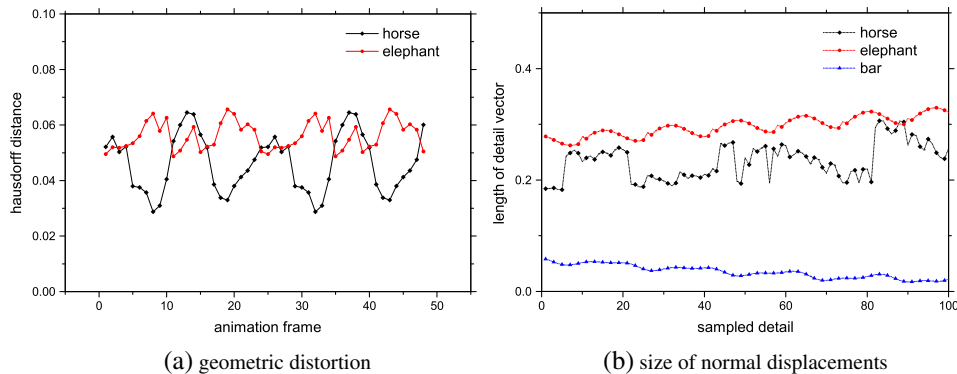 0.10
0.08
0.06
0.04
0.02
0.00
hausdorff distance
horse
elephant
0 10 20 30 40 50
animation frame
(a) geometric distortion
0.4
0.2
0.0
length of detail vector
horse
elephant
bar
0 20 40 60 80 100
sampled detail
(b) size of normal displacements